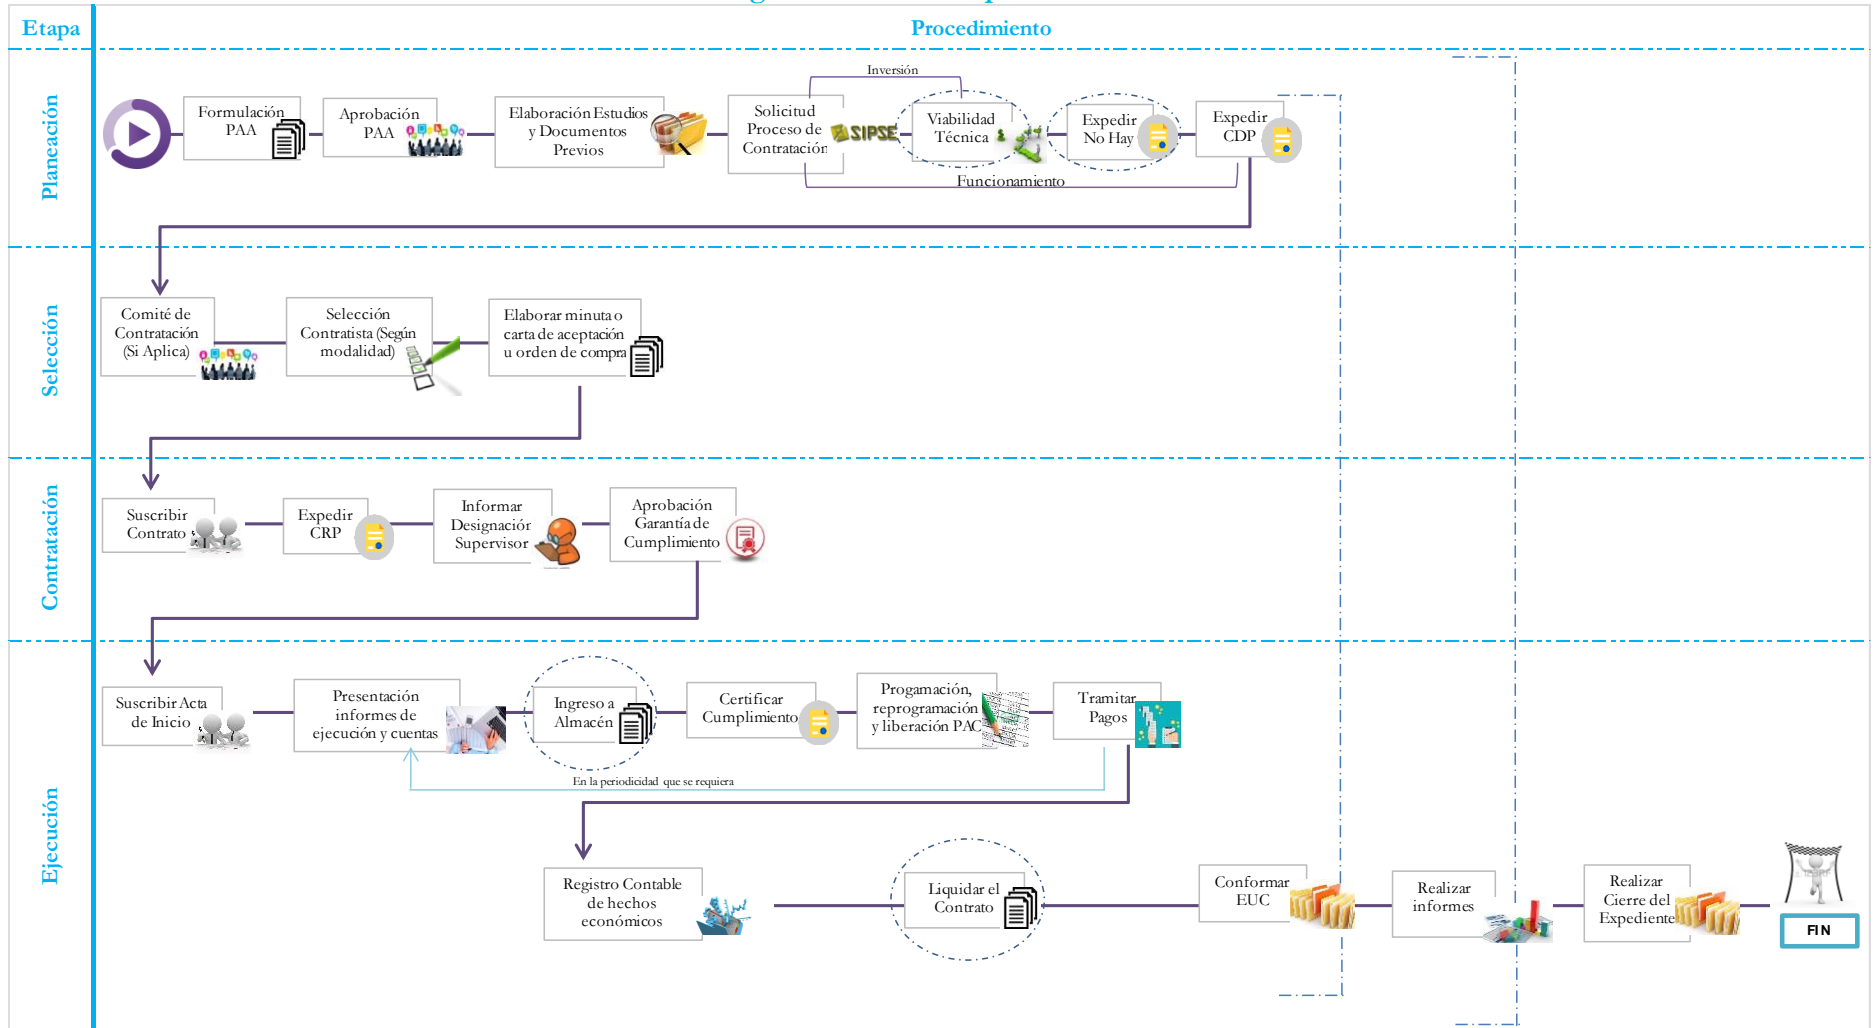 Etapa
Procedimiento
Planeación
Inversión
Formulación
PAA
Aprobación
PAA
Elaboración Estudios
y Documentos
Previos
Solicitud
Proceso de
Contratación
SIPSE
Viabilidad
Técnica
Expedir
No Hay
Expedir
CDP
Funcionamiento
Selección
Comité de
Contratación
(Si Aplica)
Selección
Contratista (Según
modalidad)
Elaborar minuta o
carta de aceptación
u orden de compra
Contratación
Suscribir
Contrato
Expedir
CRP
Informar
Designación
Supervisor
Aprobación
Garantía de
Cumplimiento
Ejecución
Suscribir Acta
de Inicio
Presentación
informes de
ejecución y cuentas
Ingreso a
Almacén
Certificar
Cumplimiento
Progamación,
reprogramación
y liberación PAC
Tramitar
Pagos
En la periodicidad que se requiera
Registro Contable
de hechos
económicos
Liquidar el
Contrato
Conformar
EUC
Realizar
informes
Realizar
Cierre del
Expediente
FIN